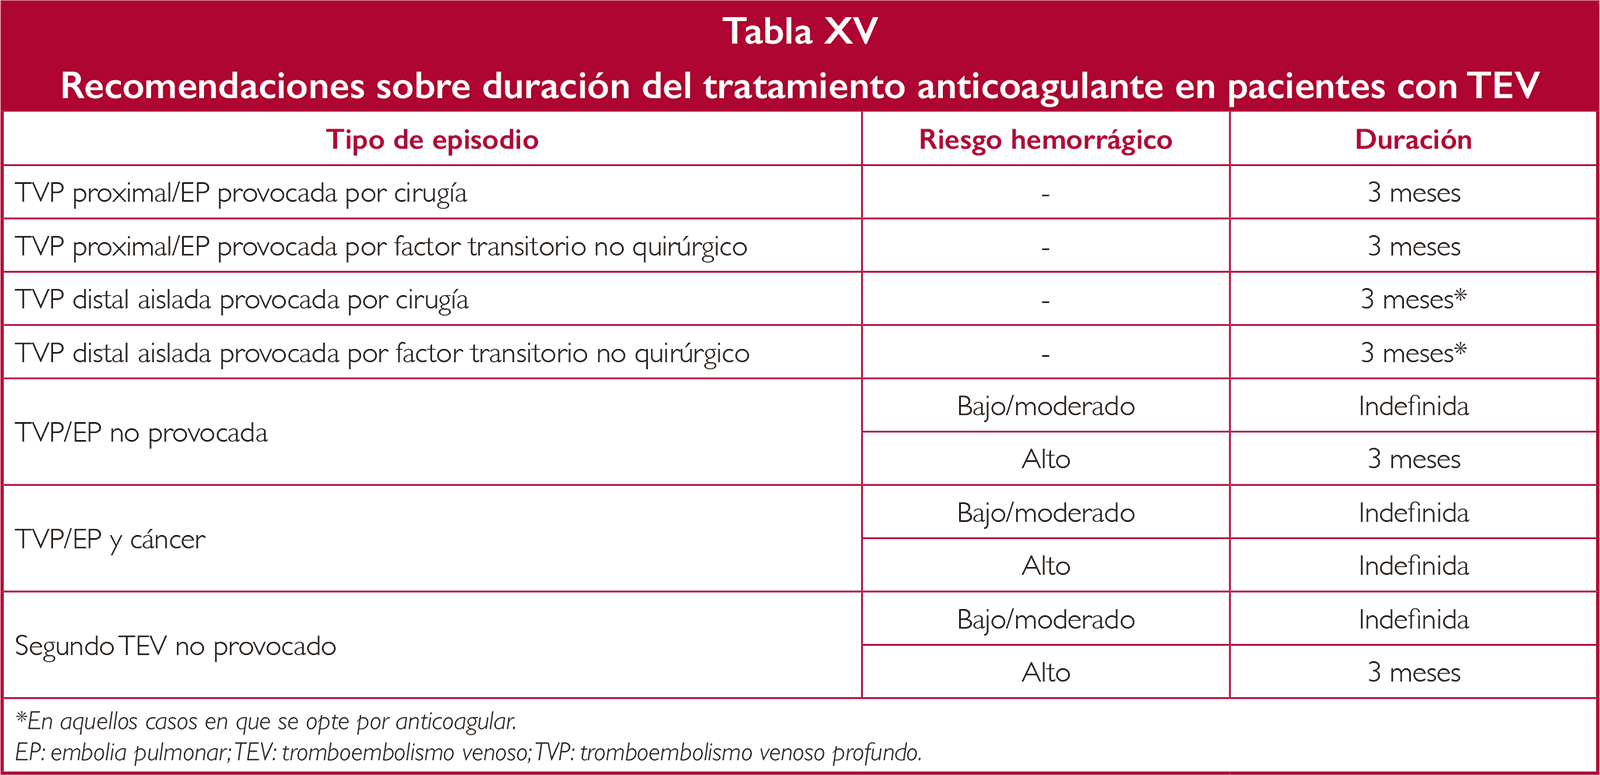 Tabla XV
Recomendaciones sobre duración del tratamiento anticoagulante en pacientes con TEV
Tipo de episodio Riesgo hemorrágico Duración
TVP proximal/EP provocada por cirugía - 3 meses
TVP proximal/EP provocada por factor transitorio no quirúrgico - 3 meses
TVP distal aislada provocada por cirugía - 3 meses*
TVP distal aislada provocada por factor transitorio no quirúrgico - 3 meses*
TVP/EP no provocada
Bajo/moderado Indefinida
Alto 3 meses
TVP/EP y cáncer
Bajo/moderado Indefinida
Alto Indefinida
Segundo TEV no provocado
Bajo/moderado Indefinida
Alto 3 meses
*En aquellos casos en que se opte por anticoagular.
EP: embolia pulmonar; TEV: tromboembolismo venoso; TVP: tromboembolismo venoso profundo.